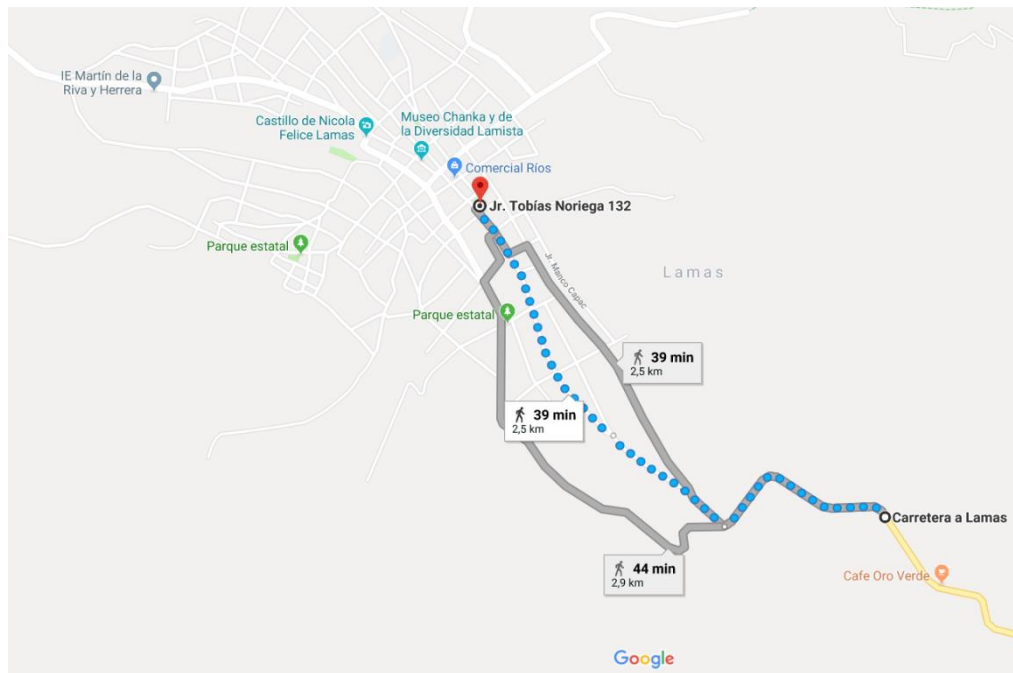 IE Martín de la
Riva y Herrera
Castillo de Nicola
Felice Lamas
Museo Chanka y de
la Diversidad Lamista
Comercial Ríos
Jr. Tobías Noriega 132
Parque estatal
Jr. Manco Capac
Lamas
Parque estatal
39 min
2,5 km
39 min
2,5 km
Carretera a Lamas
44 min
2,9 km
Cafe Oro Verde
Google